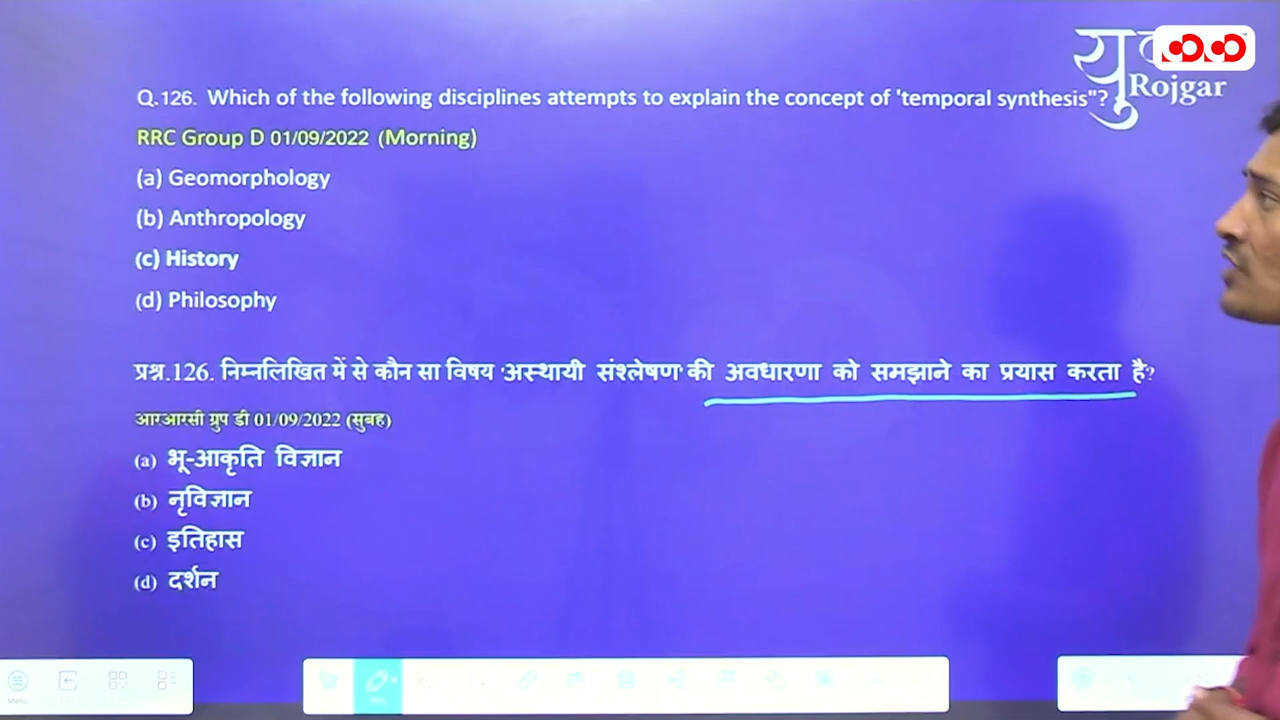 Q.126. Which of the following disciplines attempts to explain the concept of 'temporal synthesis"?
Rojgar
RRC Group D 01/09/2022 (Morning)
(a) Geomorphology
(b) Anthropology
(c) History
(d) Philosophy
प्रश्न.126. निम्नलिखित में से कौन सा विषय 'अस्थायी संश्लेषण' की अवधारणा को समझाने का प्रयास करता है?
आरआरसी ग्रुप डी 01/09/2022 (सुबह)
(a) भू-आकृति विज्ञान
(b) नृविज्ञान
(c) इतिहास
(d) दर्शन